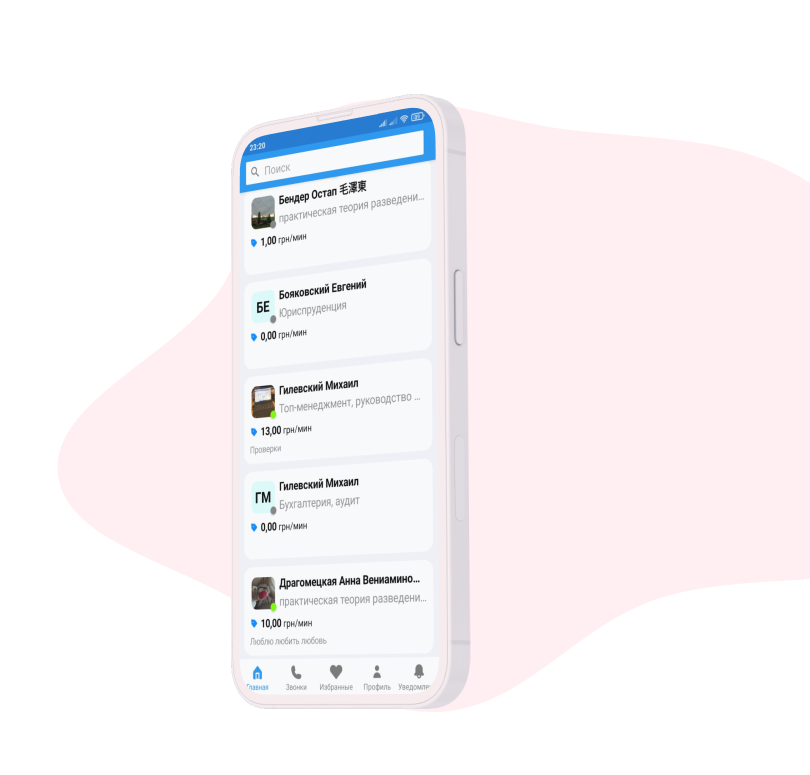 23:20
57
Поиск
Бендер Остап 毛澤東
практическая теория разведени...
1,00 грн/мин
БЕ
Бояковский Евгений
Юриспруденция
0,00 грн/мин
Гилевский Михаил
Топ-менеджмент, руководство ...
13,00 грн/мин
Проверки
ГМ
Гилевский Михаил
Бухгалтерия, аудит
0,00 грн/мин
Драгомецкая Анна Вениамино...
практическая теория разведени...
10,00 грн/мин
Люблю любить любовь
Главная Звонки Избранные Профиль Уведомлен